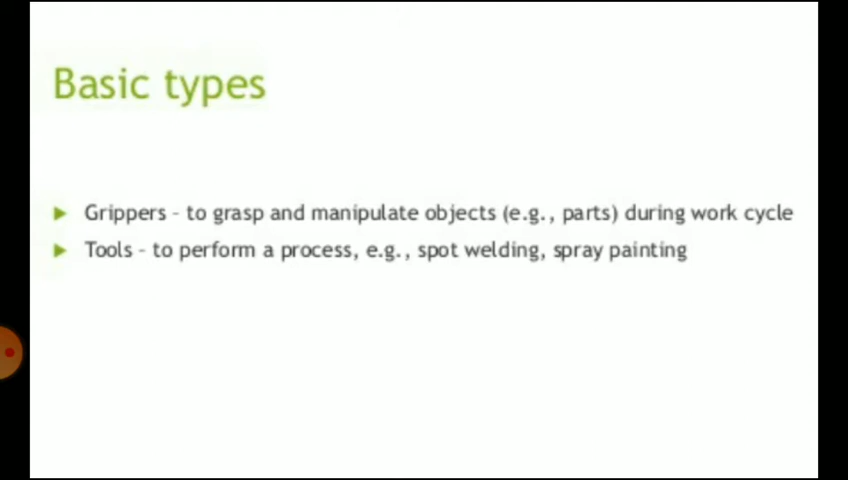 Basic types
Grippers - to grasp and manipulate objects (e.g., parts) during work cycle
Tools - to perform a process, e.g., spot welding, spray painting